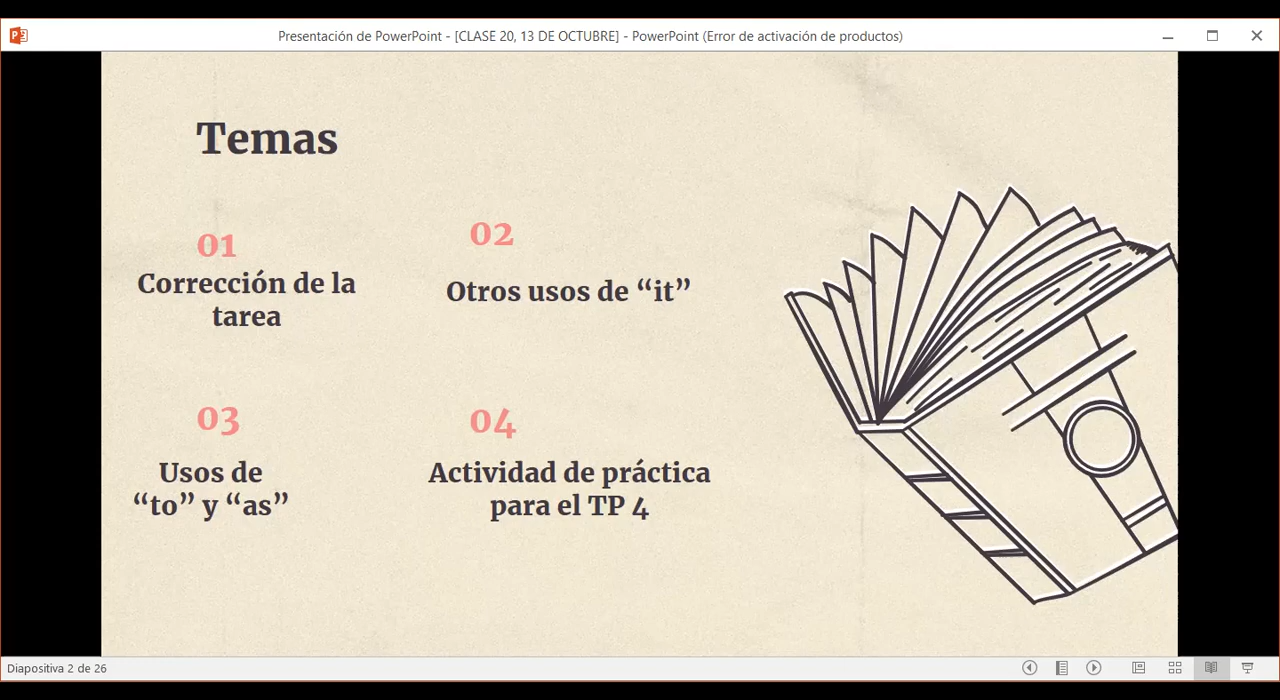 Presentación de PowerPoint - [CLASE 20, 13 DE OCTUBRE] - PowerPoint (Error de activación de productos)
Temas
01
Corrección de la
tarea
02
Otros usos de “it”
03
Usos de
“to” y “as”
04
Actividad de práctica
para el TP 4
Diapositiva 2 de 26